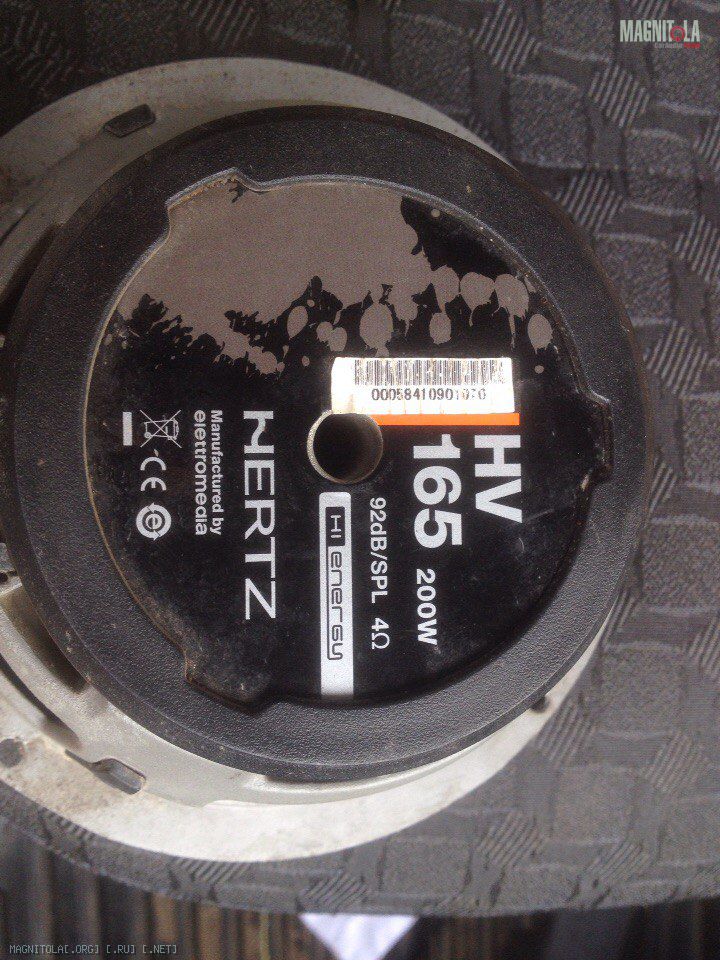 MAGNITOLA
00058410901070
HV
165 200W
92dB/SPL 4Ω
HI energy
HERTZ
Manufactured by
elettromedia
CE e
MAGNITOLA[.ORG] [.RU] [.NET]